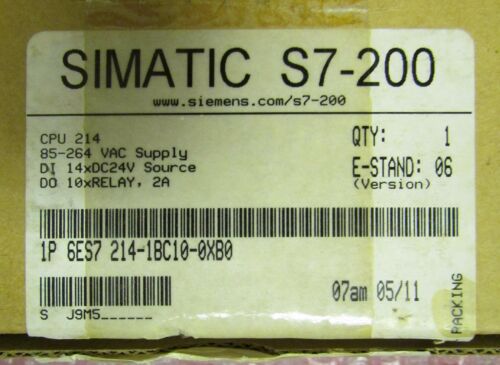 SIMATIC S7-200
www.siemens.com/s7-200
CPU 214
85-264 VAC Supply
DI 14xDC24V Source
DO 10xRELAY, 2A
QTY: 1
E-STAND: 06
(Version)
1P 6ES7 214-1BC10-0XB0
07am 05/11
S J9M5______
PACKING